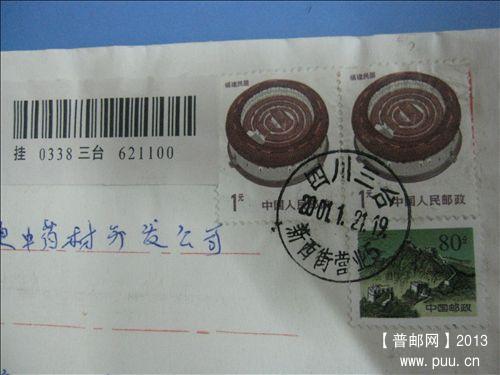 福建民居
福建民居
挂 0338 三台 621100
1元
中国人民邮政
1元
中国人民邮政
四川三台
2001.1.21.19
新西街营业
80分
中国邮政
中药材开发公司
【普邮网】2013
www.puu.cn